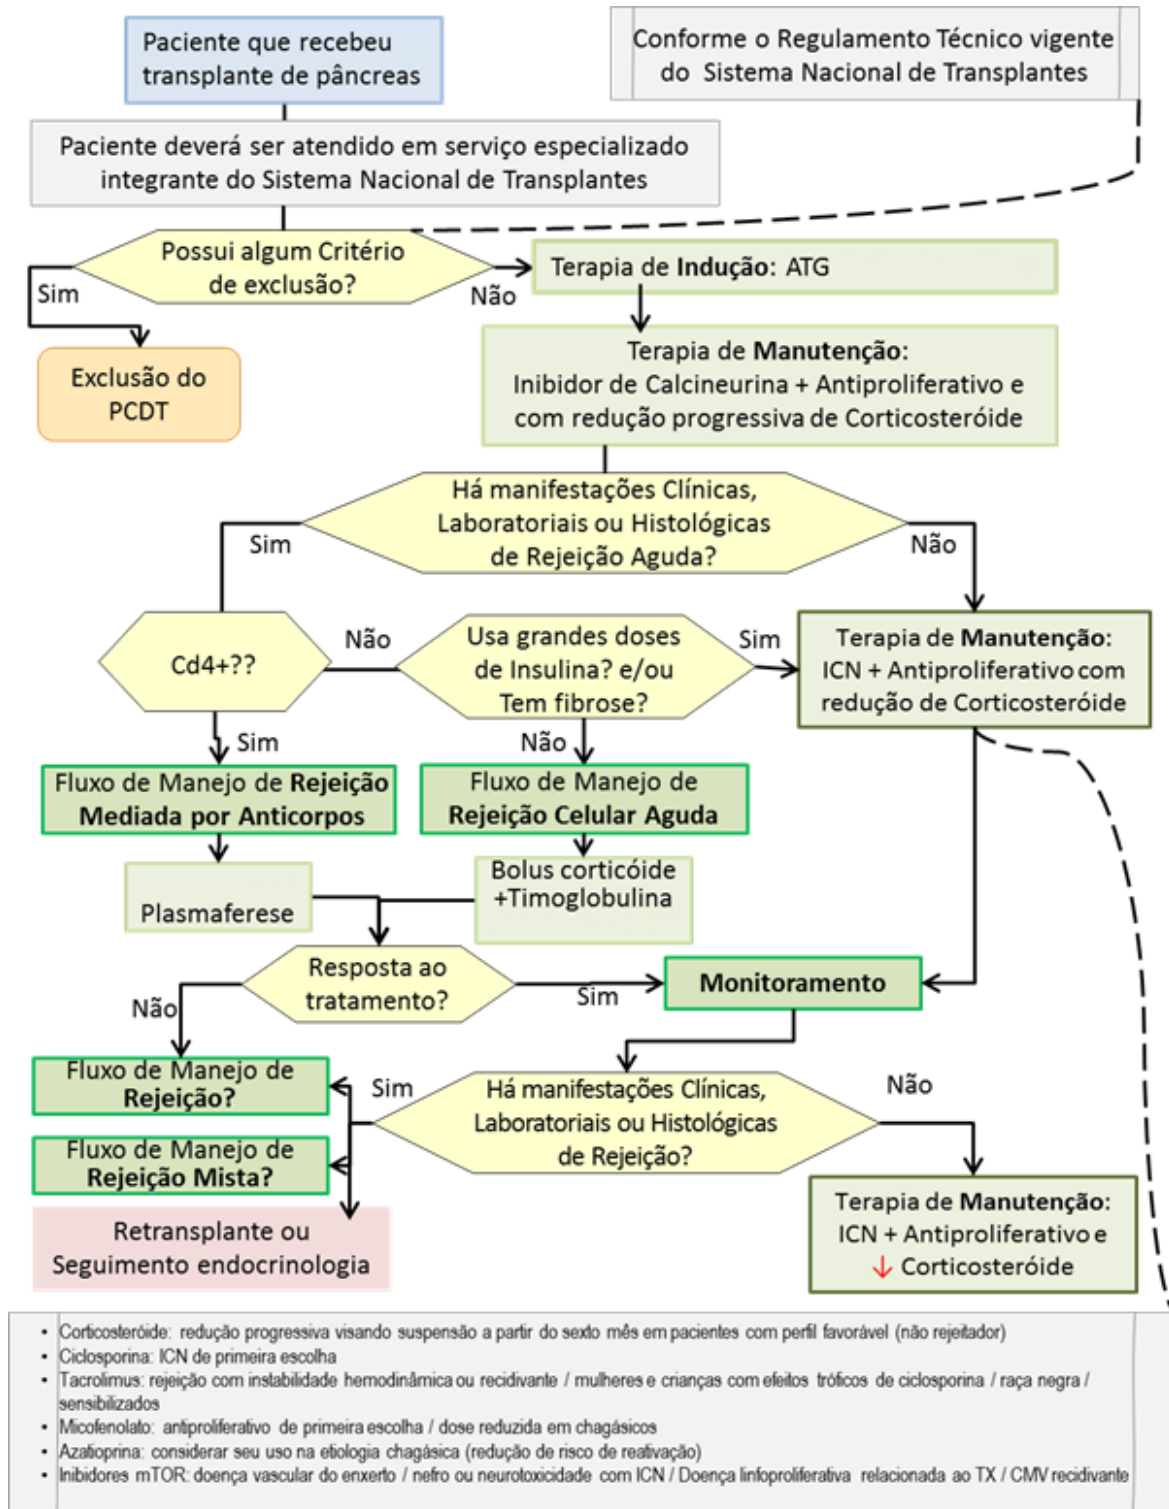 Paciente que recebeu
transplante de pâncreas
Conforme o Regulamento Técnico vigente
do Sistema Nacional de Transplantes
Paciente deverá ser atendido em serviço especializado
integrante do Sistema Nacional de Transplantes
Possui algum Critério
de exclusão?
Sim
Não
Terapia de Indução: ATG
Exclusão do
PCDT
Terapia de Manutenção:
Inibidor de Calcineurina + Antiproliferativo e
com redução progressiva de Corticosteróide
Há manifestações Clínicas,
Laboratoriais ou Histológicas
de Rejeição Aguda?
Sim
Não
Cd4+??
Não
Usa grandes doses
de Insulina? e/ou
Tem fibrose?
Sim
Terapia de Manutenção:
ICN + Antiproliferativo com
redução de Corticosteróide
Sim
Não
Fluxo de Manejo de Rejeição
Mediada por Anticorpos
Fluxo de Manejo de
Rejeição Celular Aguda
Plasmaferese
Bolus corticóide
+Timoglobulina
Resposta ao
tratamento?
Não
Sim
Monitoramento
Fluxo de Manejo de
Rejeição?
Sim
Há manifestações Clínicas,
Laboratoriais ou Histológicas
de Rejeição?
Não
Fluxo de Manejo de
Rejeição Mista?
Retransplante ou
Seguimento endocrinologia
Terapia de Manutenção:
ICN + Antiproliferativo e
↓ Corticosteróide
• Corticosteróide: redução progressiva visando suspensão a partir do sexto mês em pacientes com perfil favorável (não rejeitador)
• Ciclosporina: ICN de primeira escolha
• Tacrolimus: rejeição com instabilidade hemodinâmica ou recidivante / mulheres e crianças com efeitos tróficos de ciclosporina / raça negra /
sensibilizados
• Micofenolato: antiproliferativo de primeira escolha / dose reduzida em chagásicos
• Azatioprina: considerar seu uso na etiologia chagásica (redução de risco de reativação)
• Inibidores mTOR: doença vascular do enxerto / nefro ou neurotoxicidade com ICN / Doença linfoproliferativa relacionada ao TX / CMV recidivante